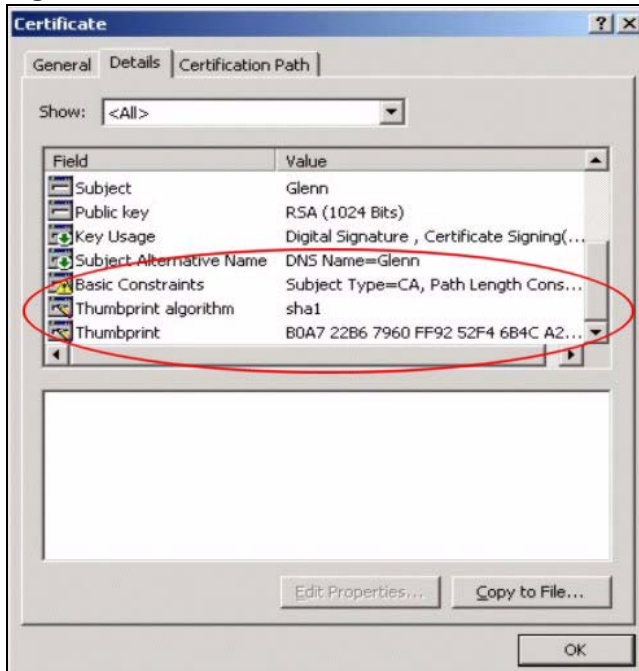 Certificate
General Details Certification Path
Show: <All>
Field Value
Subject Glenn
Public key RSA (1024 Bits)
Key Usage Digital Signature , Certificate Signing(...
Subject Alternative Name DNS Name=Glenn
Basic Constraints Subject Type=CA, Path Length Cons...
Thumbprint algorithm sha1
Thumbprint B0A7 22B6 7960 FF92 52F4 6B4C A2...
Edit Properties... Copy to File...
OK